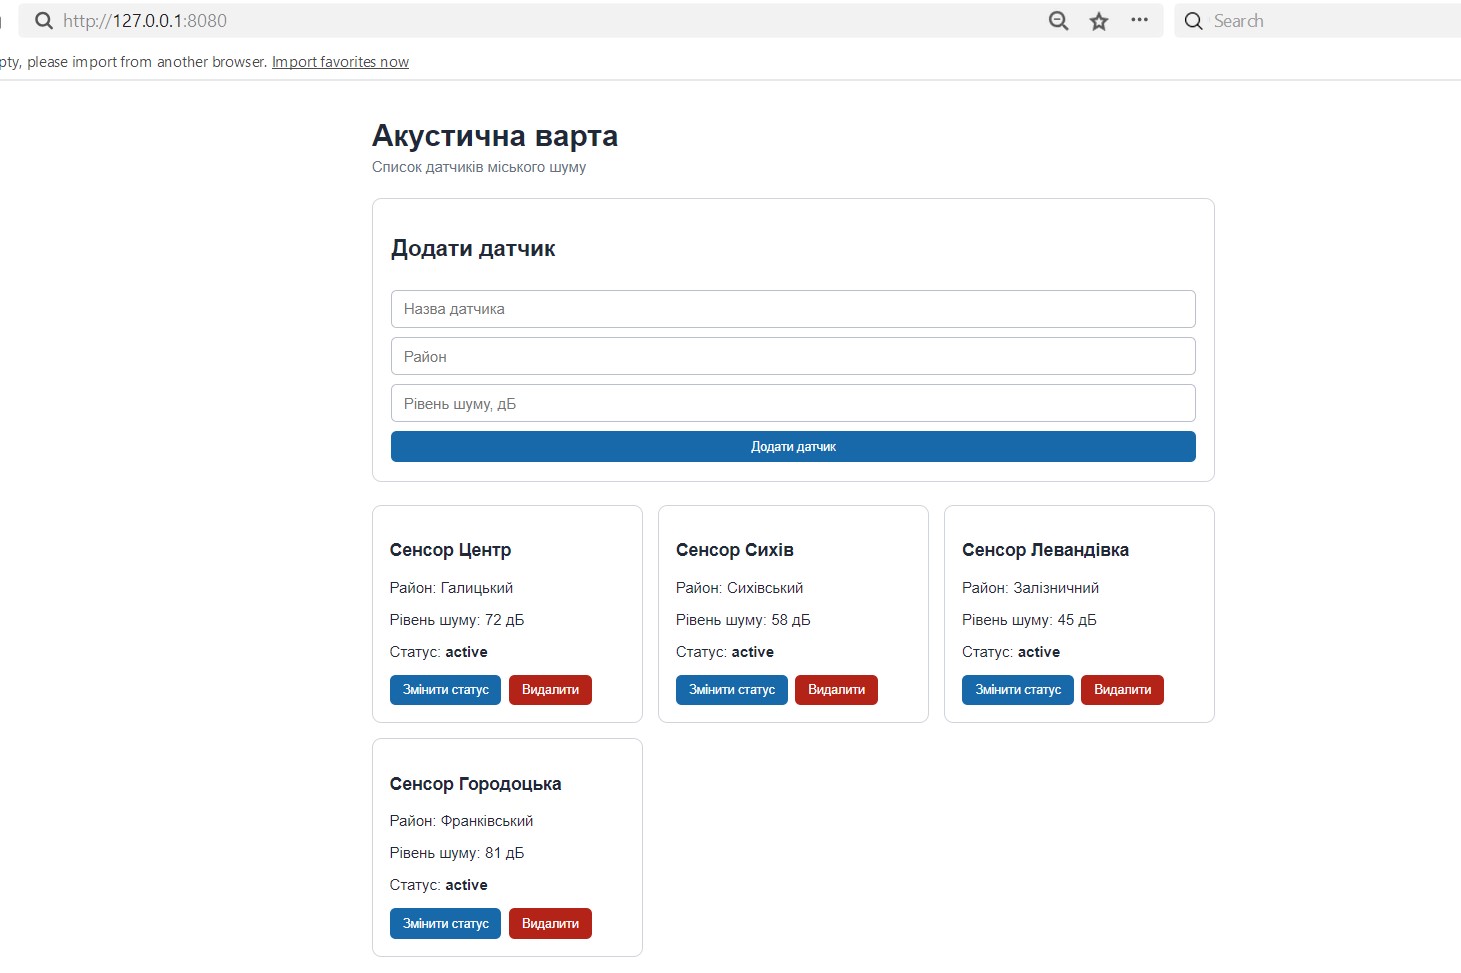 http://127.0.0.1:8080
Search
pty, please import from another browser. Import favorites now
Акустична варта
Список датчиків міського шуму
Додати датчик
Назва датчика
Район
Рівень шуму, дБ
Додати датчик
Сенсор Центр
Район: Галицький
Рівень шуму: 72 дБ
Статус: active
Змінити статус
Видалити
Сенсор Сихів
Район: Сихівський
Рівень шуму: 58 дБ
Статус: active
Змінити статус
Видалити
Сенсор Левандівка
Район: Залізничний
Рівень шуму: 45 дБ
Статус: active
Змінити статус
Видалити
Сенсор Городоцька
Район: Франківський
Рівень шуму: 81 дБ
Статус: active
Змінити статус
Видалити